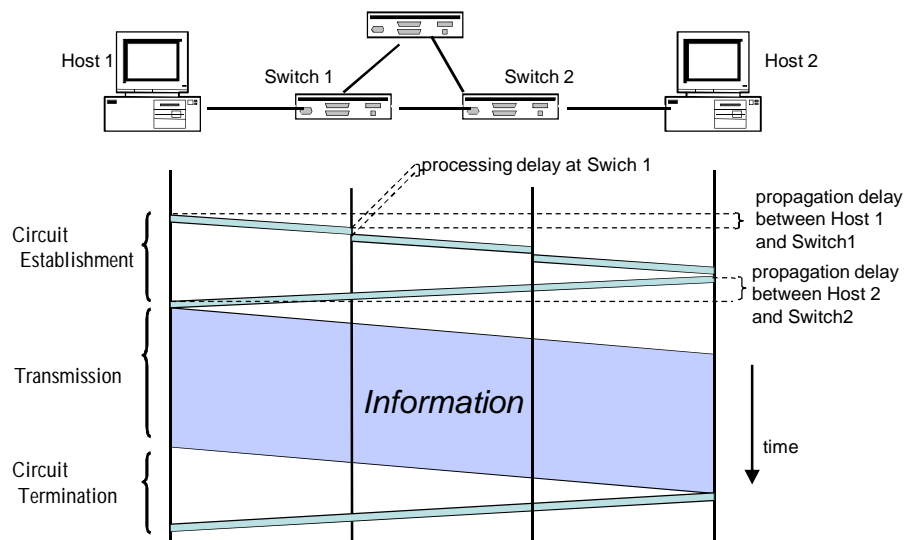 Host 1
Host 2
Switch 1
Switch 2
processing delay at Swich 1
propagation delay
between Host 1
and Switch1
Circuit
Establishment
propagation delay
between Host 2
and Switch2
Transmission
Information
time
Circuit
Termination